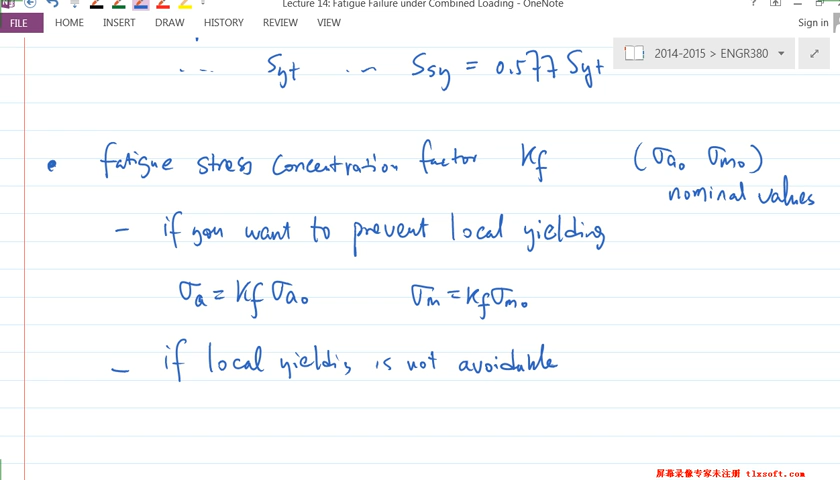 Lecture 14: Fatigue Failure under Combined Loading - OneNote
FILE HOME INSERT DRAW HISTORY REVIEW VIEW Sign in
2014-2015 > ENGR380
... Syt ... Ssy = 0.577 Syt
• fatigue stress concentration factor Kf (σa₀ σm₀)
nominal values
– if you want to prevent local yielding
σa = Kf σa₀ σm = Kf σm₀
– if local yieldig is not avoidable
屏幕录像专家未注册 tlxsoft.com